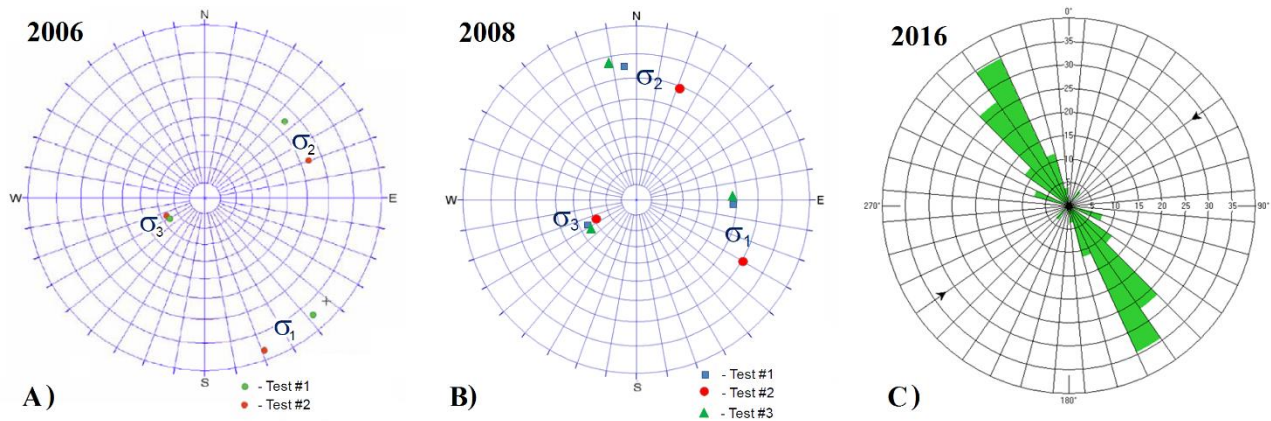 2006
N
W
E
S
σ2
σ3
σ1
- Test #1
- Test #2
A)
2008
N
W
E
S
σ2
σ3
σ1
- Test #1
- Test #2
- Test #3
B)
2016
0°
35
30
25
20
15
10
5
270°
5 10 15 20 25 30 35 90°
180°
C)